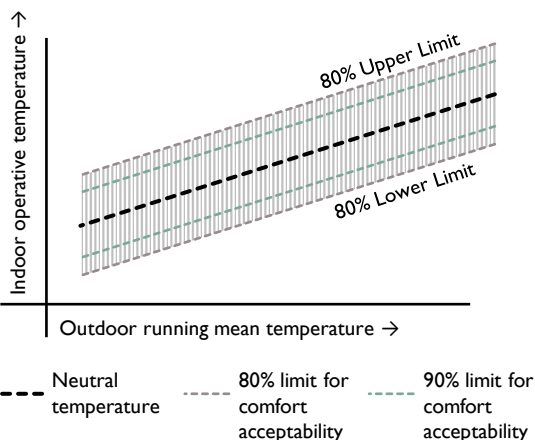 Indoor operative temperature →
80% Upper Limit
80% Lower Limit
Outdoor running mean temperature →
Neutral
temperature
80% limit for
comfort
acceptability
90% limit for
comfort
acceptability